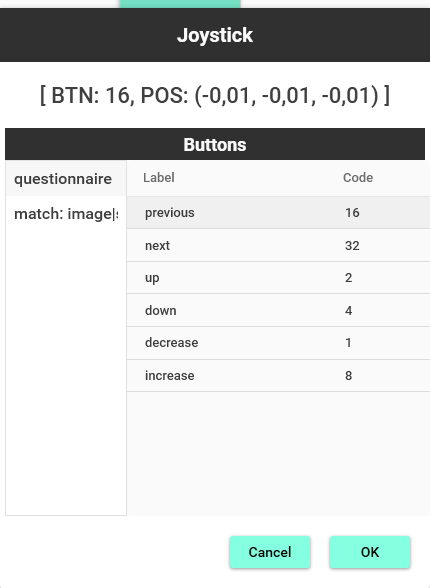 Joystick
[ BTN: 16, POS: (-0,01, -0,01, -0,01) ]
Buttons
questionnaire
match: image|
Label Code
previous 16
next 32
up 2
down 4
decrease 1
increase 8
Cancel OK